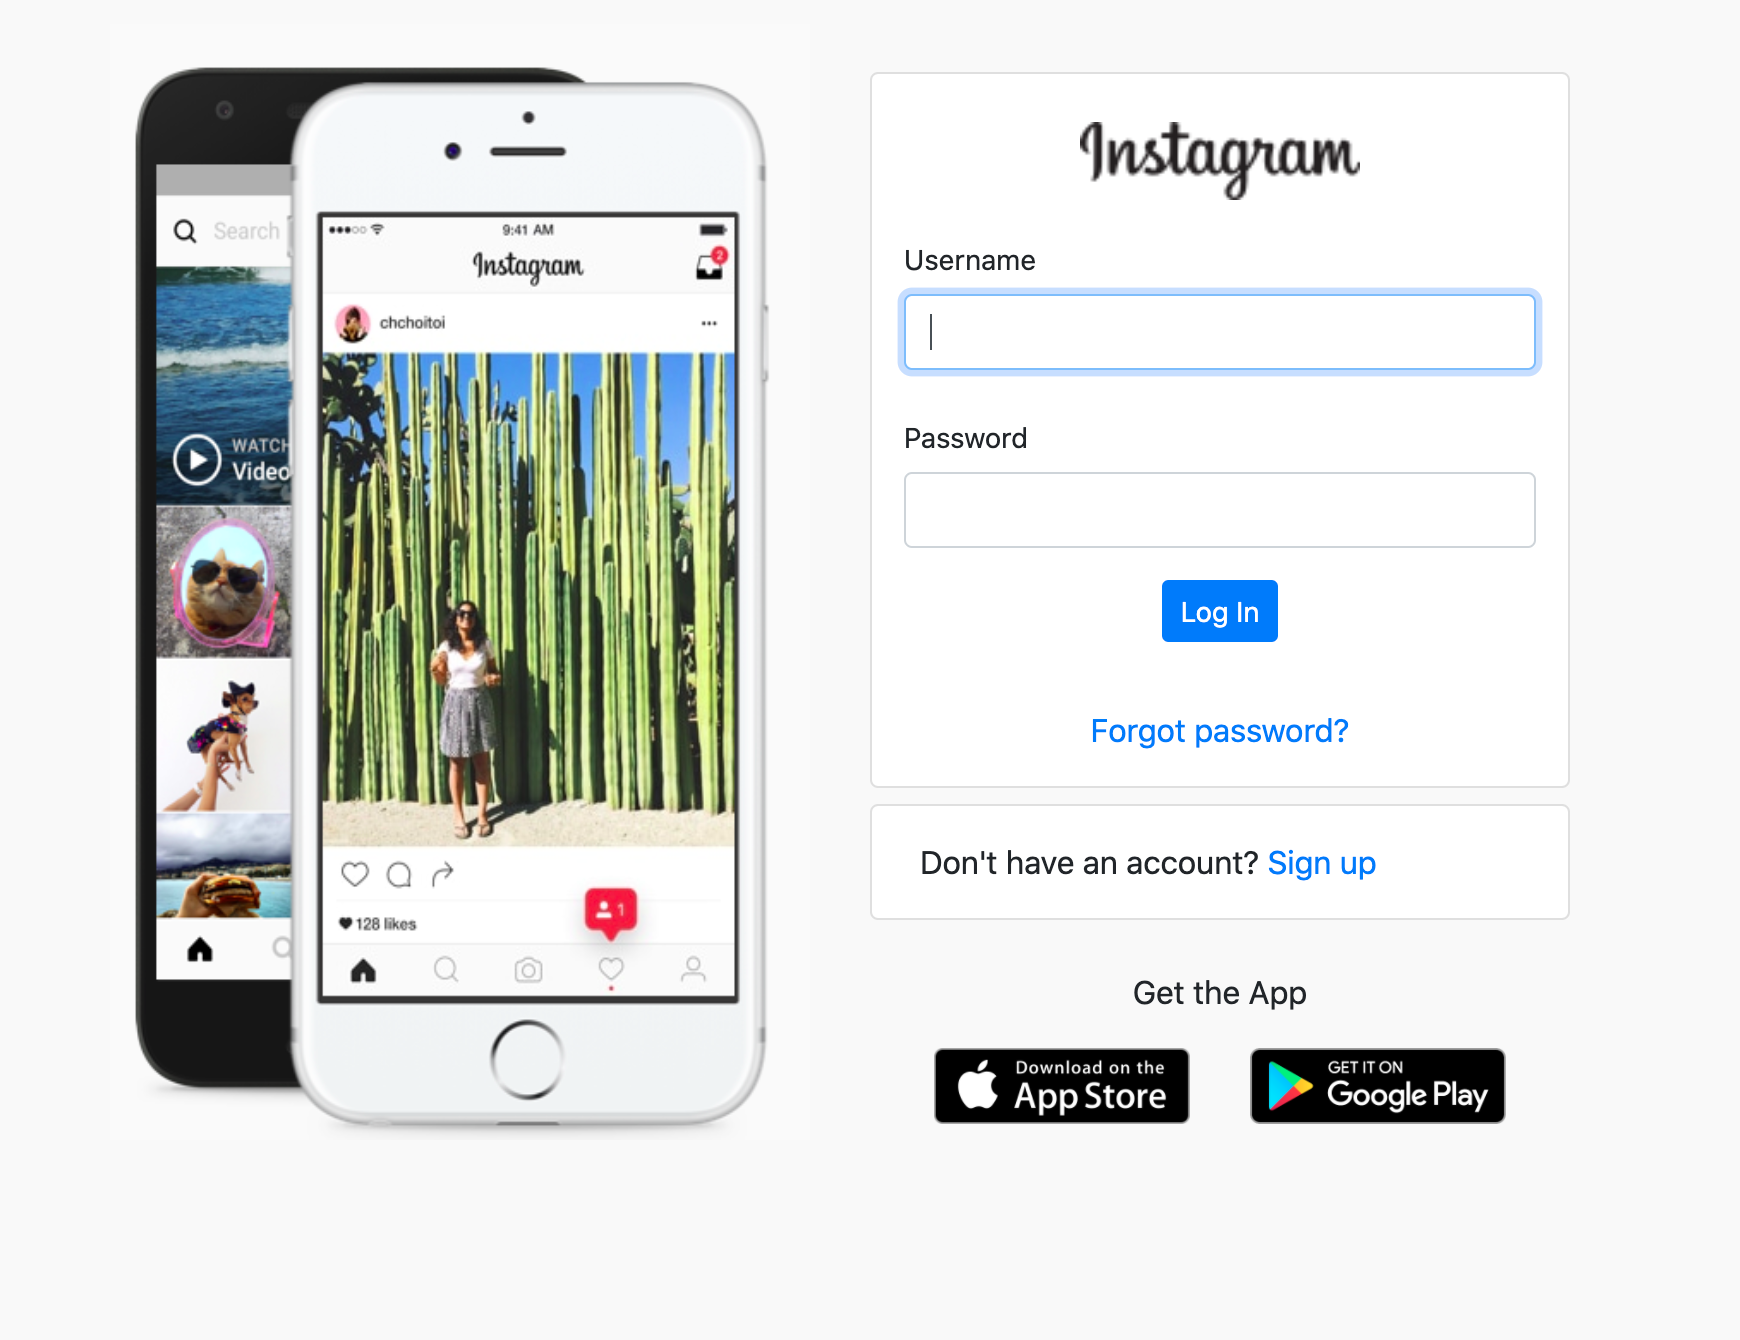 Search
WATCH
Video
9:41 AM
Instagram
2
chchoitoi
1
128 likes
Instagram
Username
Password
Log In
Forgot password?
Don't have an account? Sign up
Get the App
Download on the
App Store
GET IT ON
Google Play